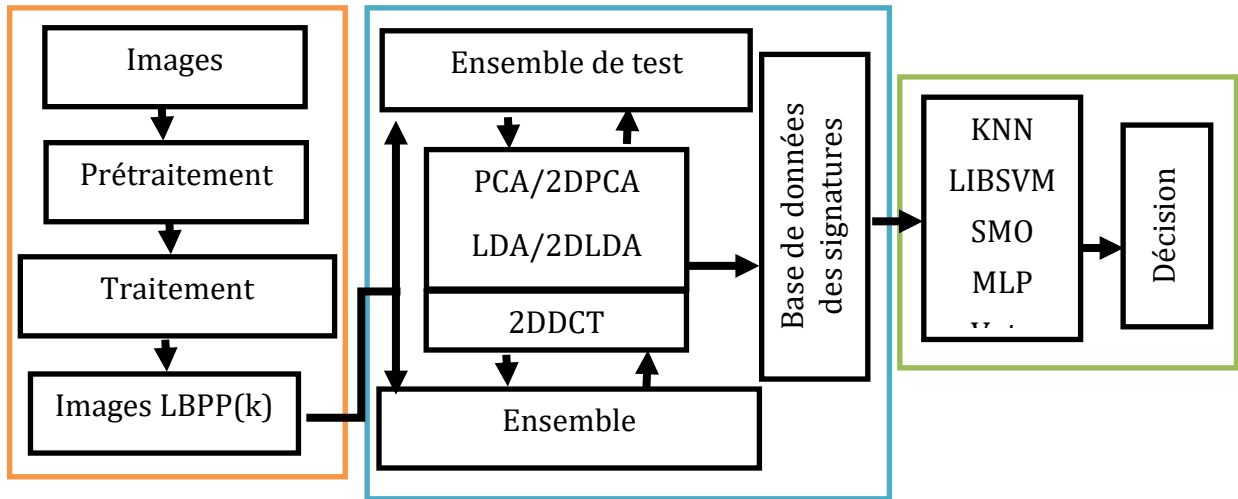 Images
Prétraitement
Traitement
Images LBPP(k)
Ensemble de test
PCA/2DPCA
LDA/2DLDA
2DDCT
Ensemble
Base de données
des signatures
KNN
LIBSVM
SMO
MLP
Décision